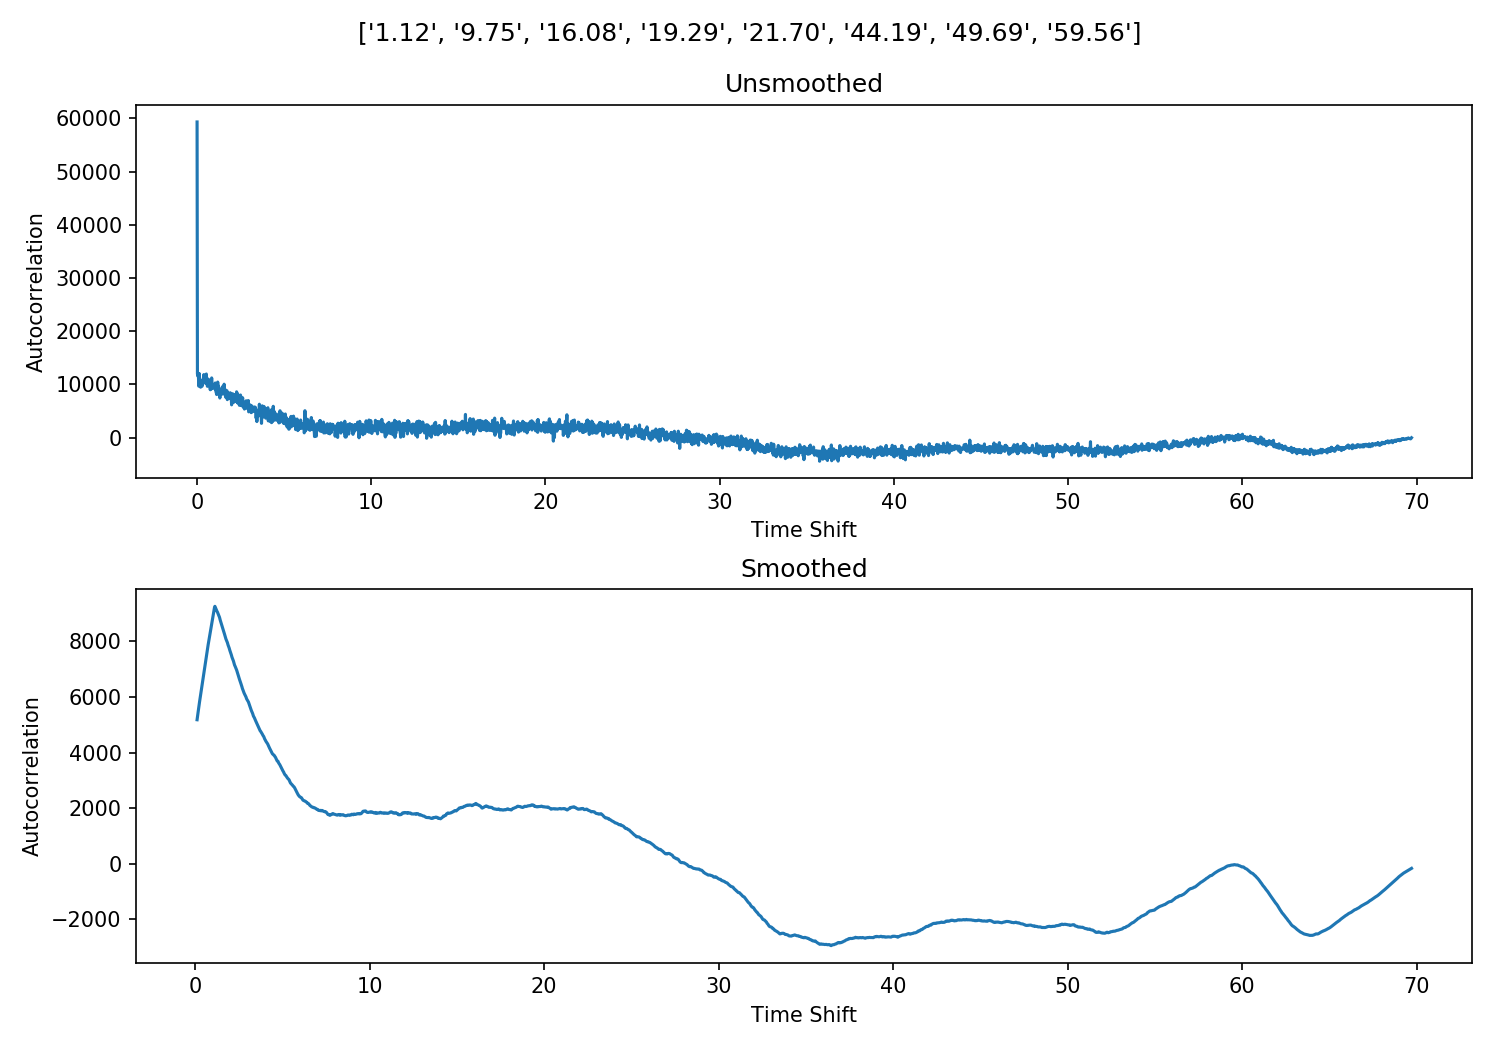 ['1.12', '9.75', '16.08', '19.29', '21.70', '44.19', '49.69', '59.56']
Unsmoothed
60000
50000
40000
30000
20000
10000
0
Autocorrelation
0 10 20 30 40 50 60 70
Time Shift
Smoothed
8000
6000
4000
2000
0
−2000
Autocorrelation
0 10 20 30 40 50 60 70
Time Shift